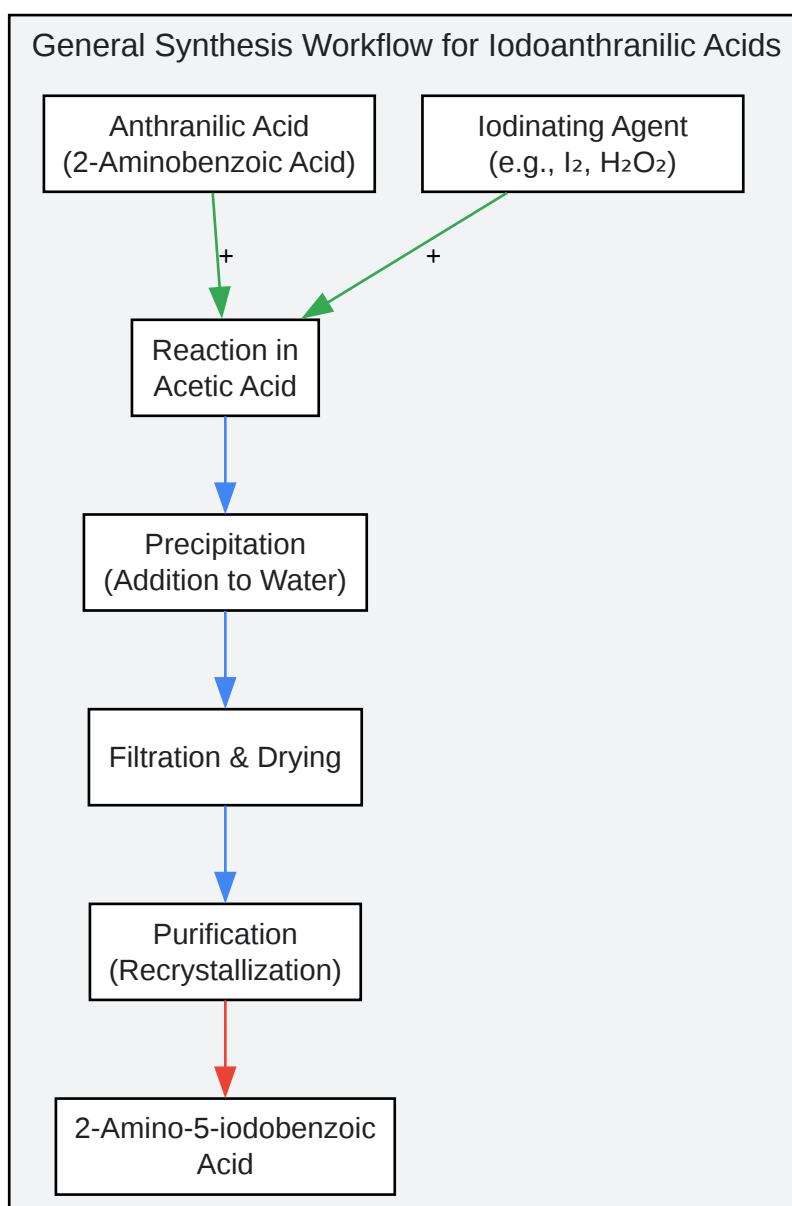 General Synthesis Workflow for Iodoanthranilic Acids
Anthranilic Acid
(2-Aminobenzoic Acid)
Iodinating Agent
(e.g., I₂, H₂O₂)
+
+
Reaction in
Acetic Acid
Precipitation
(Addition to Water)
Filtration & Drying
Purification
(Recrystallization)
2-Amino-5-iodobenzoic
Acid